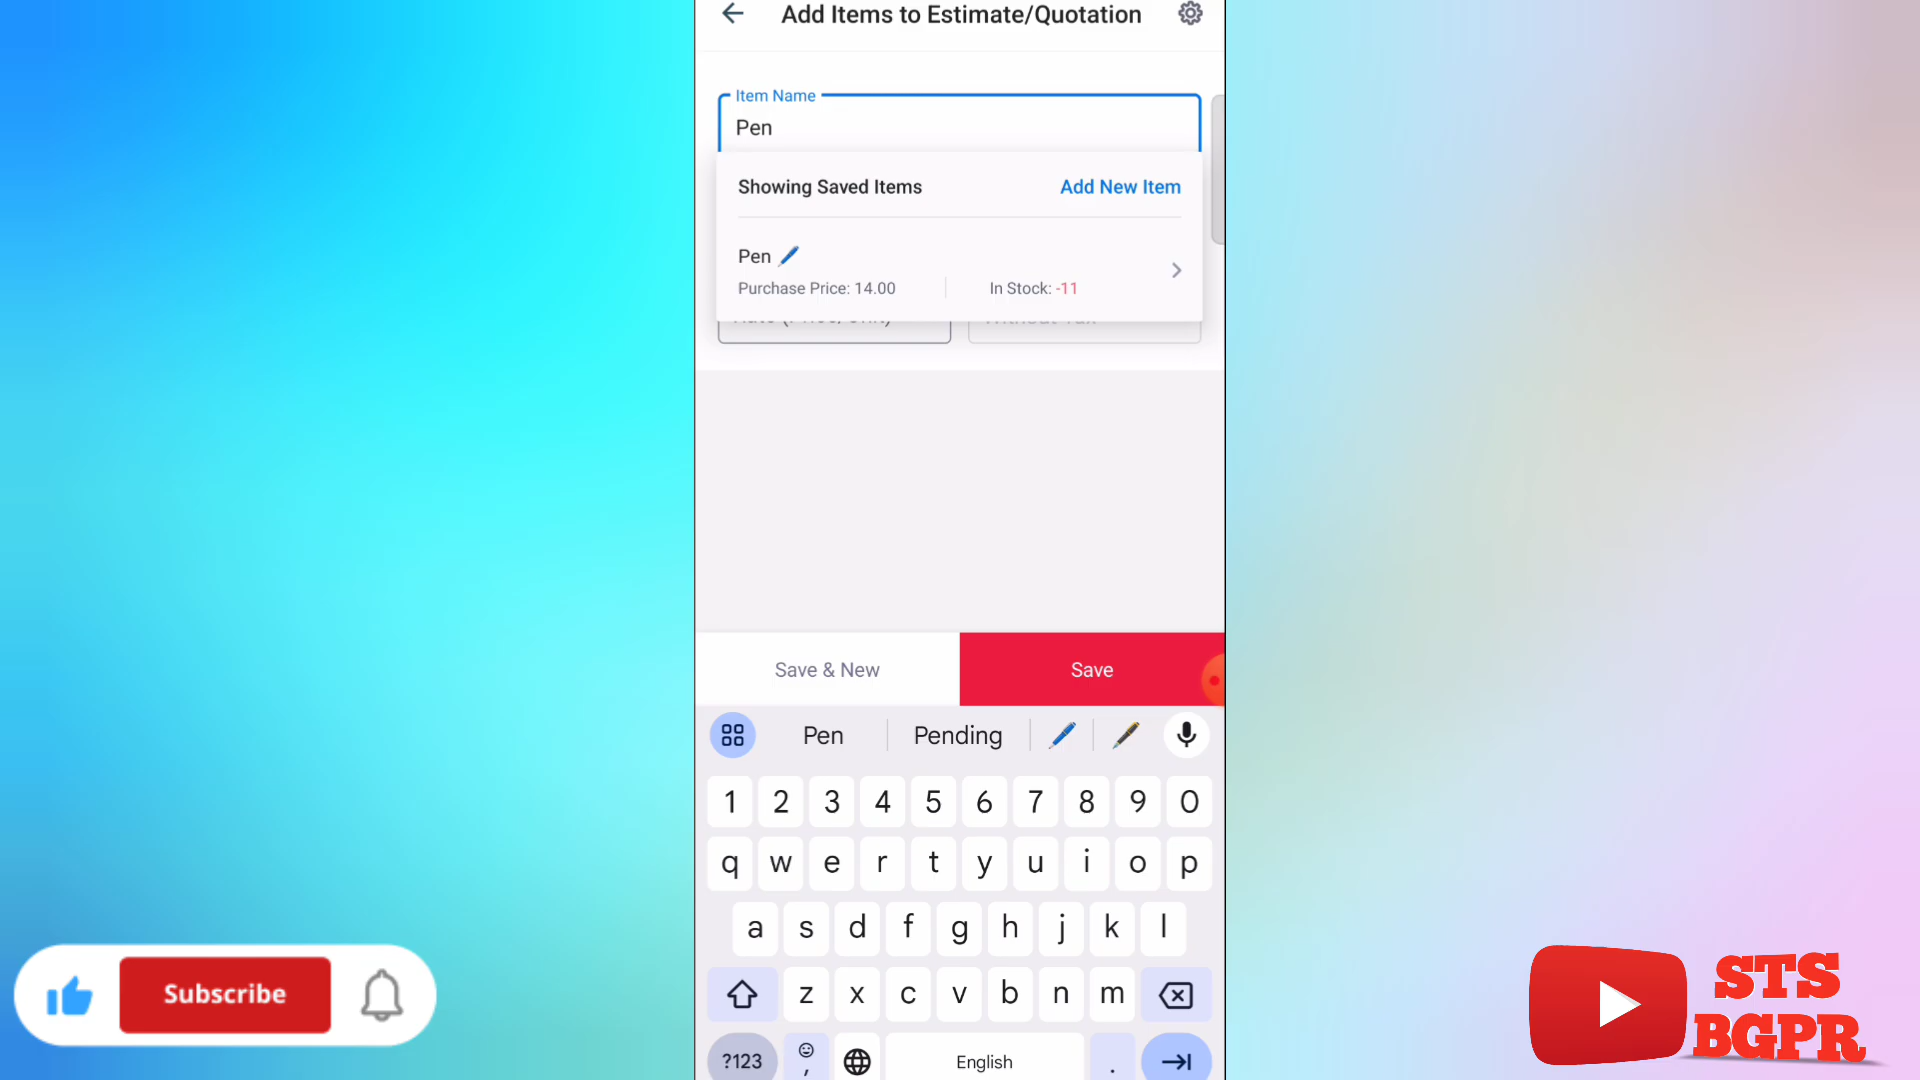 Add Items to Estimate/Quotation
Item Name
Pen
Showing Saved Items
Add New Item
Pen 🖊️
Purchase Price: 14.00
In Stock: -11
Save & New
Save
Pen
Pending
1 2 3 4 5 6 7 8 9 0
q w e r t y u i o p
a s d f g h j k l
z x c v b n m
?123
,
English
.
Subscribe
STS
BGPR